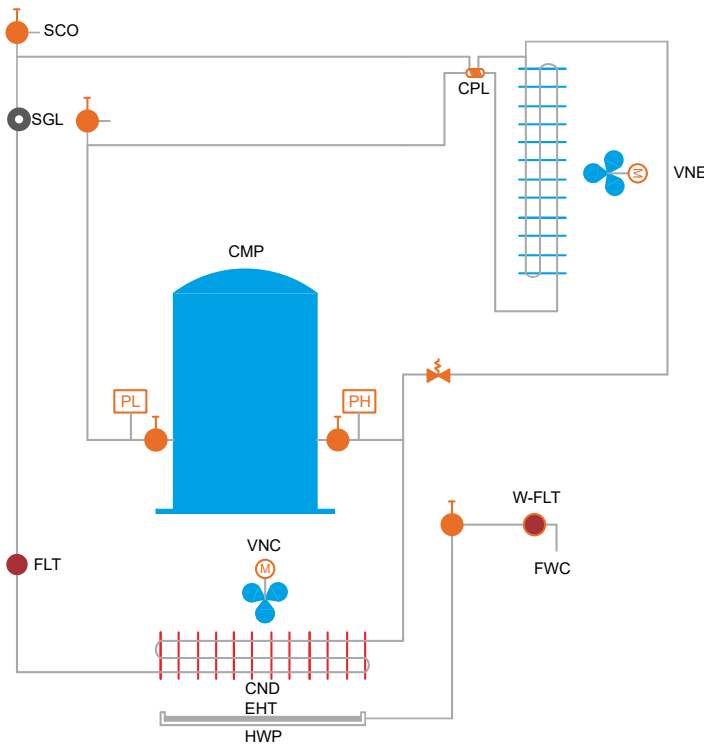 SCO
CPL
SGL
VNE
M
CMP
PL
PH
W-FLT
VNC
M
FLT
FWC
CND
EHT
HWP